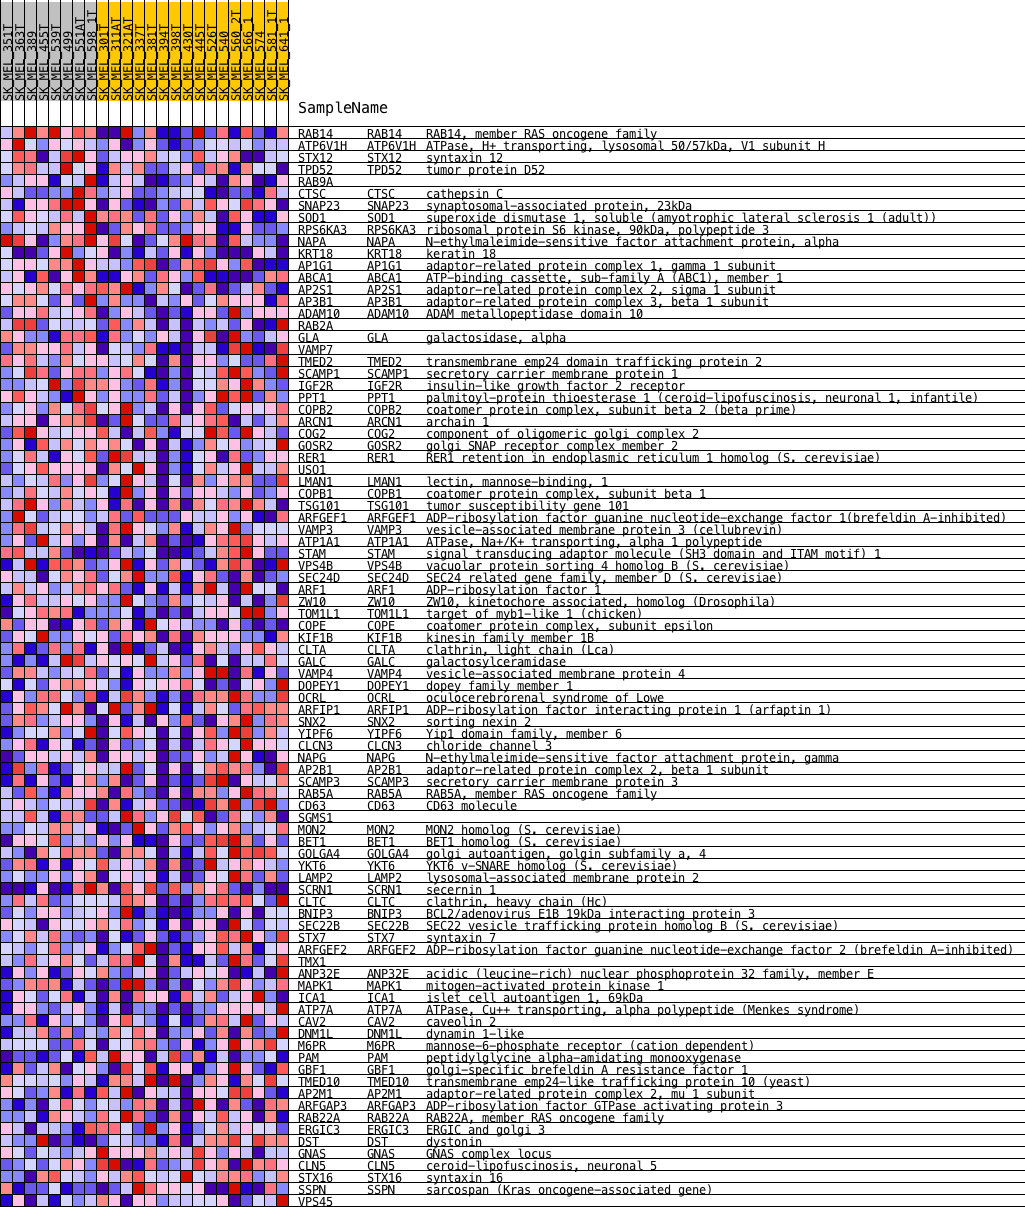 SK_MEL_351T
SK_MEL_363T
SK_MEL_389
SK_MEL_455T
SK_MEL_539T
SK_MEL_499
SK_MEL_551AT
SK_MEL_598_1T
SK_MEL_301T
SK_MEL_311AT
SK_MEL_321AT
SK_MEL_337T
SK_MEL_381T
SK_MEL_394T
SK_MEL_398T
SK_MEL_430T
SK_MEL_445T
SK_MEL_526T
SK_MEL_540
SK_MEL_560_2T
SK_MEL_566_1
SK_MEL_574
SK_MEL_581_1T
SK_MEL_641_1
SampleName
RAB14 RAB14 RAB14, member RAS oncogene family
ATP6V1H ATP6V1H ATPase, H+ transporting, lysosomal 50/57kDa, V1 subunit H
STX12 STX12 syntaxin 12
TPD52 TPD52 tumor protein D52
RAB9A
CTSC CTSC cathepsin C
SNAP23 SNAP23 synaptosomal-associated protein, 23kDa
SOD1 SOD1 superoxide dismutase 1, soluble (amyotrophic lateral sclerosis 1 (adult))
RPS6KA3 RPS6KA3 ribosomal protein S6 kinase, 90kDa, polypeptide 3
NAPA NAPA N-ethylmaleimide-sensitive factor attachment protein, alpha
KRT18 KRT18 keratin 18
AP1G1 AP1G1 adaptor-related protein complex 1, gamma 1 subunit
ABCA1 ABCA1 ATP-binding cassette, sub-family A (ABC1), member 1
AP2S1 AP2S1 adaptor-related protein complex 2, sigma 1 subunit
AP3B1 AP3B1 adaptor-related protein complex 3, beta 1 subunit
ADAM10 ADAM10 ADAM metallopeptidase domain 10
RAB2A
GLA GLA galactosidase, alpha
VAMP7
TMED2 TMED2 transmembrane emp24 domain trafficking protein 2
SCAMP1 SCAMP1 secretory carrier membrane protein 1
IGF2R IGF2R insulin-like growth factor 2 receptor
PPT1 PPT1 palmitoyl-protein thioesterase 1 (ceroid-lipofuscinosis, neuronal 1, infantile)
COPB2 COPB2 coatomer protein complex, subunit beta 2 (beta prime)
ARCN1 ARCN1 archain 1
COG2 COG2 component of oligomeric golgi complex 2
GOSR2 GOSR2 golgi SNAP receptor complex member 2
RER1 RER1 RER1 retention in endoplasmic reticulum 1 homolog (S. cerevisiae)
USO1
LMAN1 LMAN1 lectin, mannose-binding, 1
COPB1 COPB1 coatomer protein complex, subunit beta 1
TSG101 TSG101 tumor susceptibility gene 101
ARFGEF1 ARFGEF1 ADP-ribosylation factor guanine nucleotide-exchange factor 1(brefeldin A-inhibited)
VAMP3 VAMP3 vesicle-associated membrane protein 3 (cellubrevin)
ATP1A1 ATP1A1 ATPase, Na+/K+ transporting, alpha 1 polypeptide
STAM STAM signal transducing adaptor molecule (SH3 domain and ITAM motif) 1
VPS4B VPS4B vacuolar protein sorting 4 homolog B (S. cerevisiae)
SEC24D SEC24D SEC24 related gene family, member D (S. cerevisiae)
ARF1 ARF1 ADP-ribosylation factor 1
ZW10 ZW10 ZW10, kinetochore associated, homolog (Drosophila)
TOM1L1 TOM1L1 target of myb1-like 1 (chicken)
COPE COPE coatomer protein complex, subunit epsilon
KIF1B KIF1B kinesin family member 1B
CLTA CLTA clathrin, light chain (Lca)
GALC GALC galactosylceramidase
VAMP4 VAMP4 vesicle-associated membrane protein 4
DOPEY1 DOPEY1 dopey family member 1
OCRL OCRL oculocerebrorenal syndrome of Lowe
ARFIP1 ARFIP1 ADP-ribosylation factor interacting protein 1 (arfaptin 1)
SNX2 SNX2 sorting nexin 2
YIPF6 YIPF6 Yip1 domain family, member 6
CLCN3 CLCN3 chloride channel 3
NAPG NAPG N-ethylmaleimide-sensitive factor attachment protein, gamma
AP2B1 AP2B1 adaptor-related protein complex 2, beta 1 subunit
SCAMP3 SCAMP3 secretory carrier membrane protein 3
RAB5A RAB5A RAB5A, member RAS oncogene family
CD63 CD63 CD63 molecule
SGMS1
MON2 MON2 MON2 homolog (S. cerevisiae)
BET1 BET1 BET1 homolog (S. cerevisiae)
GOLGA4 GOLGA4 golgi autoantigen, golgin subfamily a, 4
YKT6 YKT6 YKT6 v-SNARE homolog (S. cerevisiae)
LAMP2 LAMP2 lysosomal-associated membrane protein 2
SCRN1 SCRN1 secernin 1
CLTC CLTC clathrin, heavy chain (Hc)
BNIP3 BNIP3 BCL2/adenovirus E1B 19kDa interacting protein 3
SEC22B SEC22B SEC22 vesicle trafficking protein homolog B (S. cerevisiae)
STX7 STX7 syntaxin 7
ARFGEF2 ARFGEF2 ADP-ribosylation factor guanine nucleotide-exchange factor 2 (brefeldin A-inhibited)
TMX1
ANP32E ANP32E acidic (leucine-rich) nuclear phosphoprotein 32 family, member E
MAPK1 MAPK1 mitogen-activated protein kinase 1
ICA1 ICA1 islet cell autoantigen 1, 69kDa
ATP7A ATP7A ATPase, Cu++ transporting, alpha polypeptide (Menkes syndrome)
CAV2 CAV2 caveolin 2
DNM1L DNM1L dynamin 1-like
M6PR M6PR mannose-6-phosphate receptor (cation dependent)
PAM PAM peptidylglycine alpha-amidating monooxygenase
GBF1 GBF1 golgi-specific brefeldin A resistance factor 1
TMED10 TMED10 transmembrane emp24-like trafficking protein 10 (yeast)
AP2M1 AP2M1 adaptor-related protein complex 2, mu 1 subunit
ARFGAP3 ARFGAP3 ADP-ribosylation factor GTPase activating protein 3
RAB22A RAB22A RAB22A, member RAS oncogene family
ERGIC3 ERGIC3 ERGIC and golgi 3
DST DST dystonin
GNAS GNAS GNAS complex locus
CLN5 CLN5 ceroid-lipofuscinosis, neuronal 5
STX16 STX16 syntaxin 16
SSPN SSPN sarcospan (Kras oncogene-associated gene)
VPS45